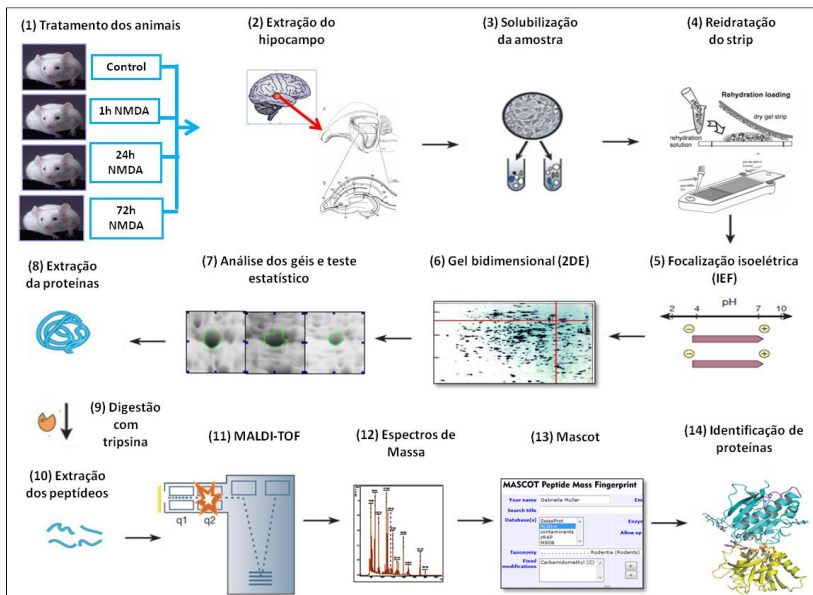 (1) Tratamento dos animais
Control
1h NMDA
24h
NMDA
72h
NMDA
(2) Extração do
hipocampo
(3) Solubilização
da amostra
(4) Reidratação
do strip
Rehydration loading
dry gel strip
rehydration
solution
(5) Focalização isoelétrica
(IEF)
pH
2 4 7 10
(6) Gel bidimensional (2DE)
(7) Análise dos géis e teste
estatístico
(8) Extração
da proteínas
(9) Digestão
com
tripsina
(10) Extração
dos peptídeos
(11) MALDI-TOF
q1 q2
(12) Espectros de
Massa
(13) Mascot
MASCOT Peptide Mass Fingerprint
Your name Gabrielle Muller
Search title
Database(s) SwissProt
contaminants
cRAP
MSDB
Enzym
Allow up
Taxonomy . . . . . . . . . . . . . . Rodentia (Rodents)
Fixed
modifications
Carbamidomethyl (C)
(14) Identificação de
proteínas